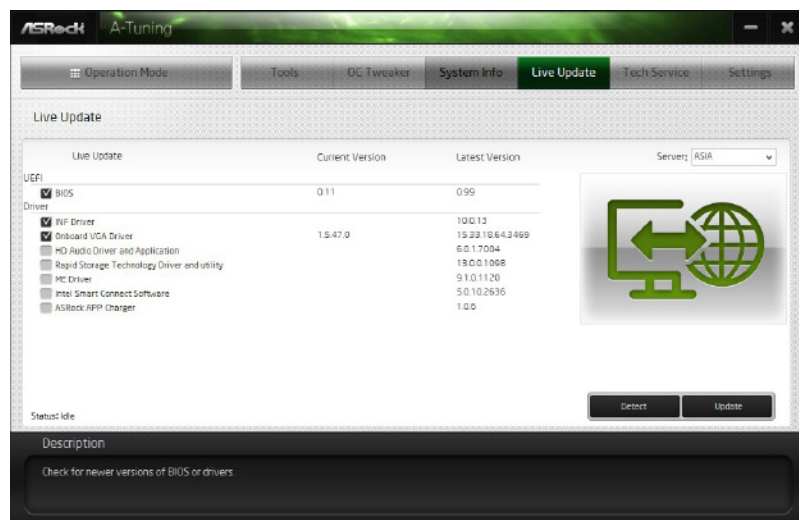 ASRock A-Tuning
Operation Mode Tools OC Tweaker System Info Live Update Tech Service Settings
Live Update
Live Update Current Version Latest Version Server: ASIA
UEFI
BIOS 0.11 0.99
Driver
INF Driver 10.0.13
Onboard VGA Driver 1.5.47.0 15.33.18.64.3469
HD Audio Driver and Application 6.0.1.7004
Rapid Storage Technology Driver and utility 13.0.0.1098
ME Driver 9.1.0.1120
Intel Smart Connect Software 5.0.10.2636
ASRock APP Charger 1.0.6
Detect Update
Status: Idle
Description
Check for newer versions of BIOS or drivers.